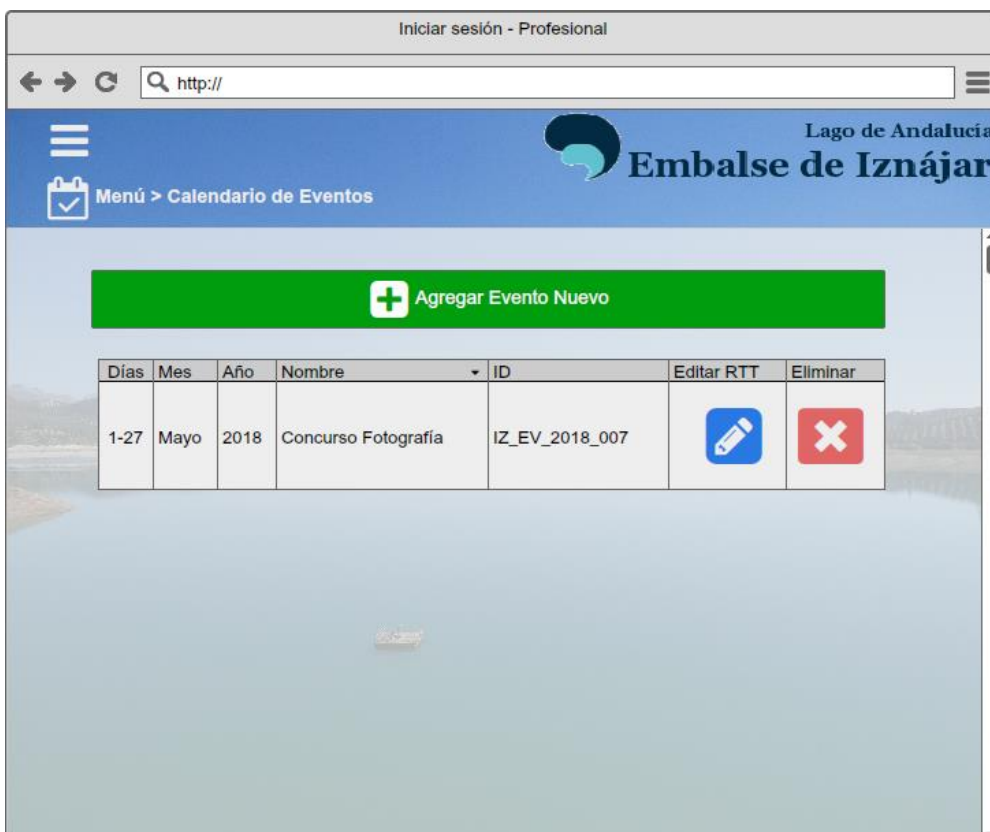 Iniciar sesión - Profesional
http://
Lago de Andalucía
Embalse de Iznájar
Menú > Calendario de Eventos
Agregar Evento Nuevo
Días Mes Año Nombre ID Editar RTT Eliminar
1-27 Mayo 2018 Concurso Fotografía IZ_EV_2018_007